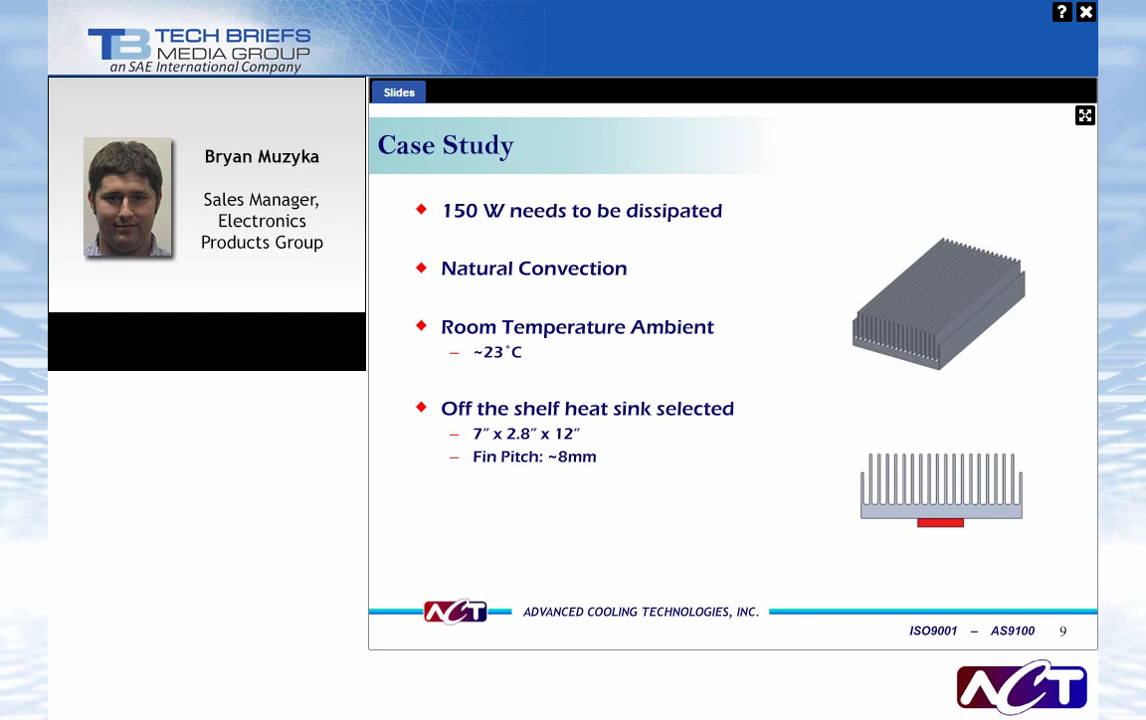 ? ✖
TB TECH BRIEFS
MEDIA GROUP
an SAE International Company
Slides
Bryan Muzyka
Sales Manager,
Electronics
Products Group
Case Study
150 W needs to be dissipated
Natural Convection
Room Temperature Ambient
– ~23˚C
Off the shelf heat sink selected
– 7” x 2.8” x 12”
– Fin Pitch: ~8mm
ACT ADVANCED COOLING TECHNOLOGIES, INC.
ISO9001 – AS9100 9
ACT